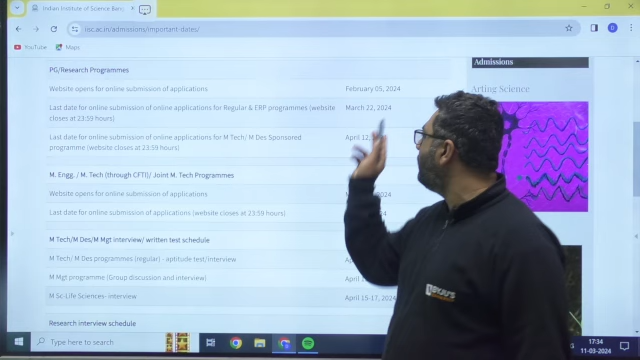 Indian Institute of Science Ban
iisc.ac.in/admissions/important-dates/
YouTube Maps
Admissions
PG/Research Programmes
Arting Science
Website opens for online submission of applications February 05, 2024
Last date for online submission of applications for Regular & ERP programmes (website March 22, 2024
closes at 23:59 hours)
Last date for online submission of applications for M Tech/ M Des Sponsored April 12,
programme (website closes at 23:59 hours)
M. Engg. / M. Tech (through CFTI)/ Joint M. Tech Programmes
Website opens for online submission of applications
Last date for online submission of applications (website closes at 23:59 hours)
M Tech/M Des/M Mgt interview/ written test schedule
M Tech/ M Des programmes (regular) - aptitude test/interview
M Mgt programme (Group discussion and interview)
M Sc-Life Sciences- interview April 15-17, 2024
Research interview schedule
BYJU'S
Type here to search
17:34
11-03-2024